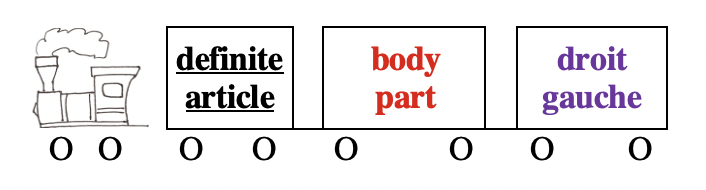 definite
article
body
part
droit
gauche
O O O O O O O O